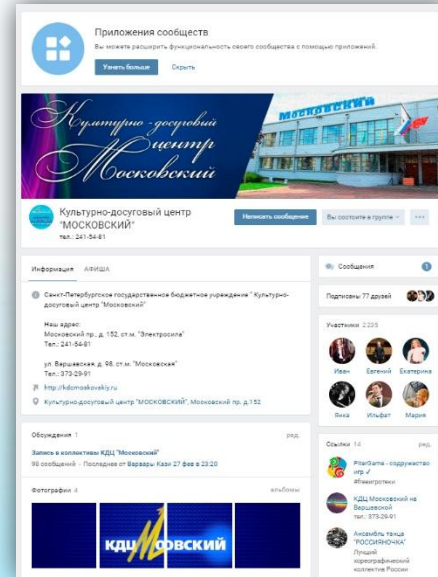 Приложения сообществ
Вы можете расширить функциональность своего сообщества с помощью приложений.
Узнать больше Скрыть
Культурно-досуговый
центр
Московский
МОСКОВСКИЙ
Культурно-досуговый центр
"МОСКОВСКИЙ"
тел.: 241-54-81
Написать сообщение
Вы состоите в группе
Информация АФИША
Санкт-Петербургское государственное бюджетное учреждение "Культурно-
досуговый центр "Московский"
Наш адрес:
Московский пр., д. 152, ст.м. "Электросила"
Тел.: 241-54-81
ул. Варшавская, д. 98, ст.м. "Московская"
Тел.: 373-29-91
http://kdcmoskovskiy.ru
Культурно-досуговый центр "МОСКОВСКИЙ", Московский пр, д.152
Обсуждения 1 ред.
Запись в коллективы КДЦ "Московский"
98 сообщений - Последнее от Варвары Кази 27 фев в 23:20
Фотографии 4 альбомы
КДЦ МОСКОВСКИЙ
Сообщения 1
Подписаны 77 друзей
Участники 2235
Иван Евгений Екатерина
Янка Ильфат Мария
Ссылки 14 ред.
PiterGame - содружество
игр ✓
#freeигротеки
КДЦ Московский на
Варшавской
тел.: 373-29-91
Ансамбль танца
"РОССИЯНОЧКА"
Лучший
хореографический
коллектив России